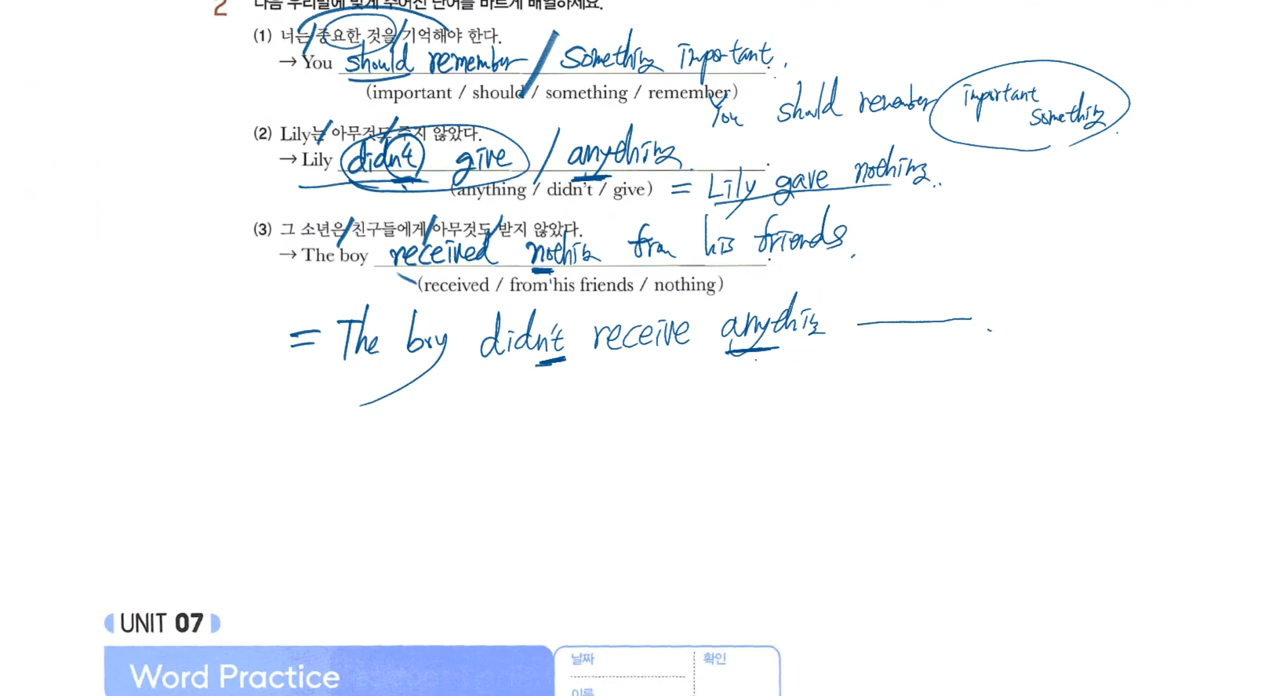 2 다음 우리말에 맞게 주어진 단어를 바르게 배열하세요.
(1) 너는 중요한 것을 기억해야 한다.
→ You should remember / something important.
(important / should / something / remember)
You should remember important something
(2) Lily는 아무것도 주지 않았다.
→ Lily didn't give / anything.
(anything / didn't / give) = Lily gave nothing.
(3) 그 소년은 친구들에게 아무것도 받지 않았다.
→ The boy received nothing from his friends.
(received / from his friends / nothing)
= The boy didn't receive anything
UNIT 07
Word Practice
날짜
확인
이름